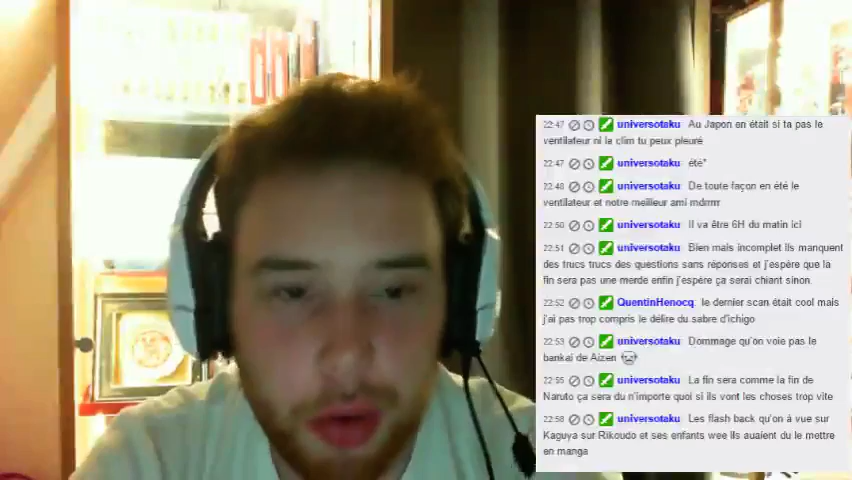 22:47 universotaku Au Japon en était si ta pas le
ventilateur ni la clim tu peux pleuré
22:47 universotaku été*
22:48 universotaku De toute façon en été le
ventilateur et notre meilleur ami mdrrrr
22:50 universotaku Il va être 6H du matin ici
22:51 universotaku Bien mais incomplet Ils manquent
des trucs trucs des questions sans réponses et j'espère que la
fin sera pas une merde enfin j'espère ça serai chiant sinon.
22:52 QuentinHenocq: le dernier scan était cool mais
j'ai pas trop compris le délire du sabre d'ichigo
22:53 universotaku Dommage qu'on voie pas le
bankai de Aizen
22:55 universotaku La fin sera comme la fin de
Naruto ça sera du n'importe quoi si ils vont les choses trop vite
22:58 universotaku Les flash back qu'on à vue sur
Kaguya sur Rikoudo et ses enfants wee ils auaient du le mettre
en manga